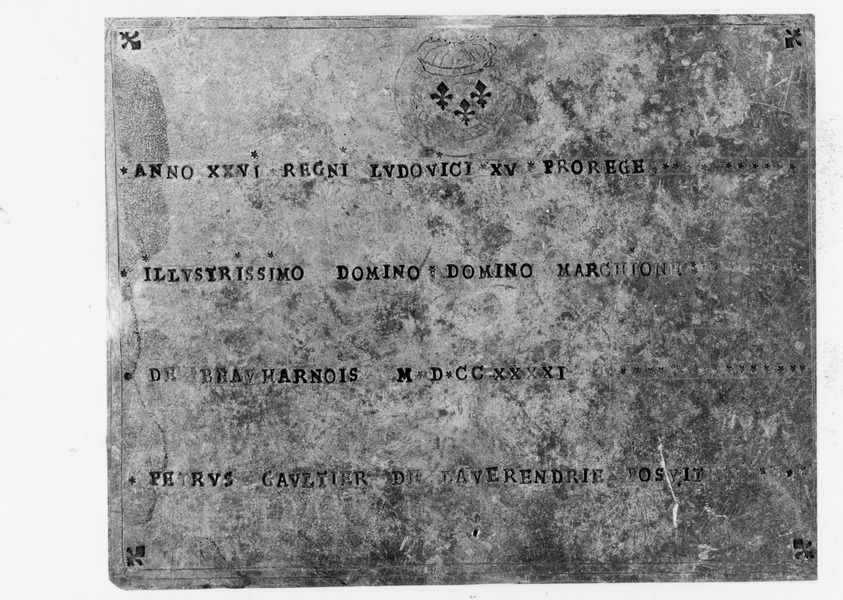 *ANNO XXVI * REGNI LVDOVICI * XV * PROREGE * * * * * * * * *
* ILLVSTRISSIMO DOMINO * DOMINO MARCHIONI * * *
* DE BEAVHARNOIS M * D * CC XXXXI * * * * * * * * * * *
* PETRVS GAVLTIER DE LAVERENDRIE POSVIT * * *